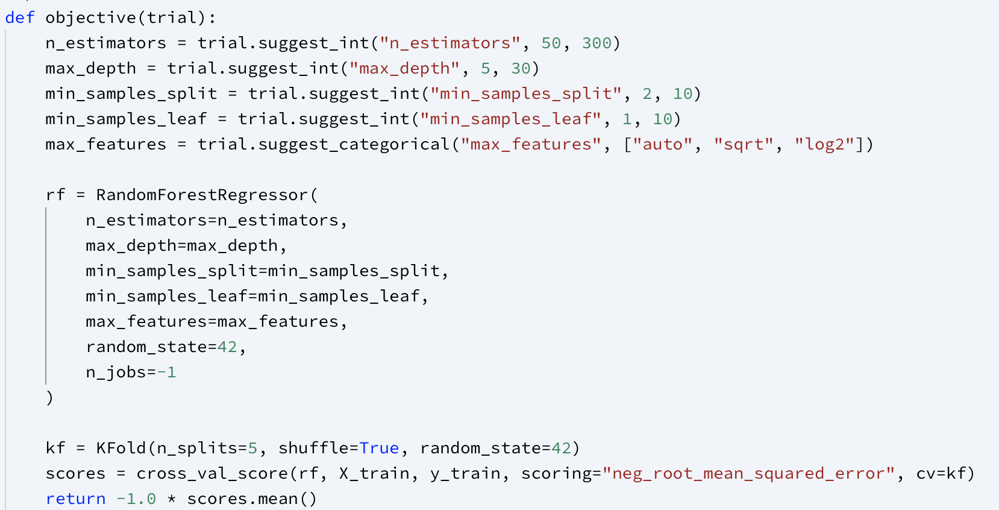 def objective(trial):
    n_estimators = trial.suggest_int("n_estimators", 50, 300)
    max_depth = trial.suggest_int("max_depth", 5, 30)
    min_samples_split = trial.suggest_int("min_samples_split", 2, 10)
    min_samples_leaf = trial.suggest_int("min_samples_leaf", 1, 10)
    max_features = trial.suggest_categorical("max_features", ["auto", "sqrt", "log2"])

    rf = RandomForestRegressor(
        n_estimators=n_estimators,
        max_depth=max_depth,
        min_samples_split=min_samples_split,
        min_samples_leaf=min_samples_leaf,
        max_features=max_features,
        random_state=42,
        n_jobs=-1
    )

    kf = KFold(n_splits=5, shuffle=True, random_state=42)
    scores = cross_val_score(rf, X_train, y_train, scoring="neg_root_mean_squared_error", cv=kf)
    return -1.0 * scores.mean()